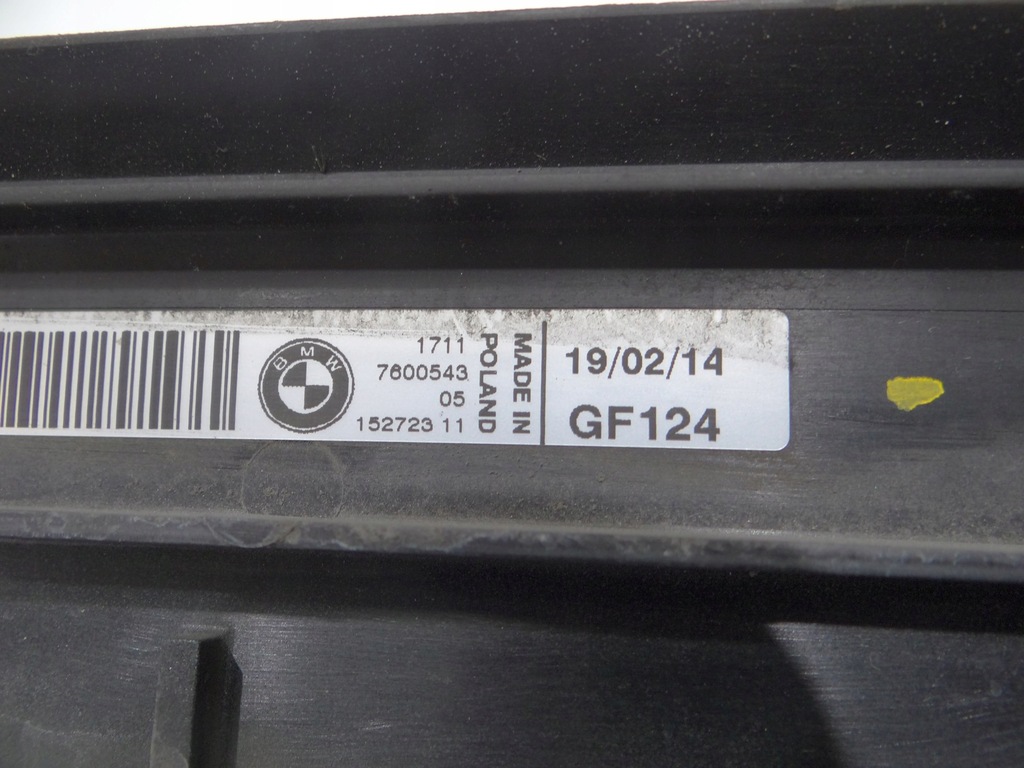 BMW
1711
7600543
05
152723 11
MADE IN
POLAND
19/02/14
GF124